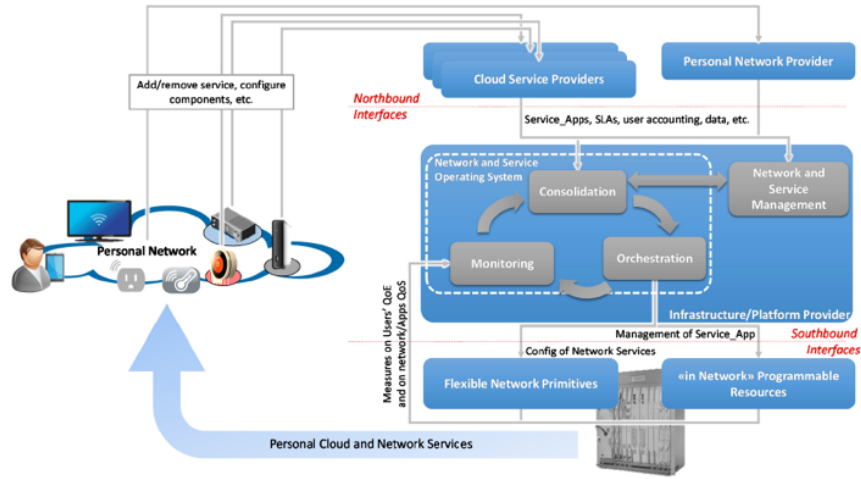 Add/remove service, configure
components, etc.
Cloud Service Providers
Personal Network Provider
Northbound
Interfaces
Service_Apps, SLAs, user accounting, data, etc.
Network and Service
Operating System
Consolidation
Network and
Service
Management
Monitoring
Orchestration
Infrastructure/Platform Provider
Personal Network
Measures on Users' QoE
and on network/Apps QoS
Management of Service_App
Southbound
Interfaces
Config of Network Services
Flexible Network Primitives
«in Network» Programmable
Resources
Personal Cloud and Network Services